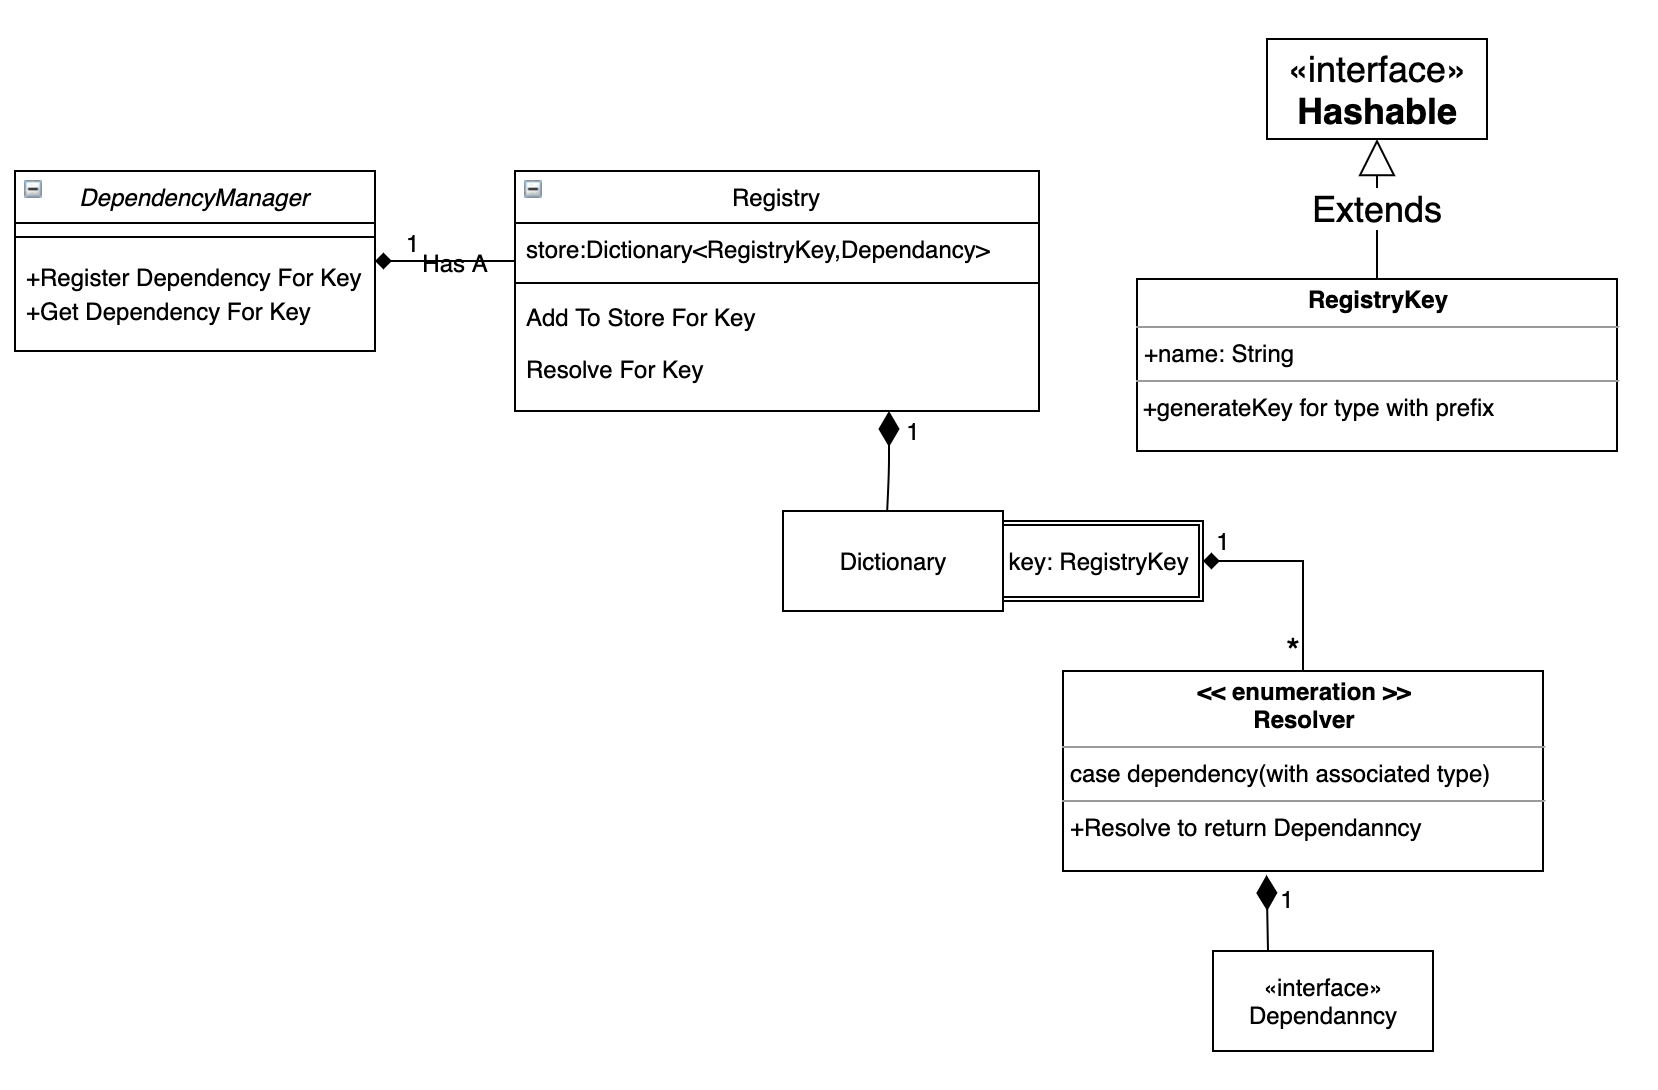 «interface»
Hashable
Extends
DependencyManager
+Register Dependency For Key
+Get Dependency For Key
1
Has A
Registry
store:Dictionary<RegistryKey,Dependancy>
Add To Store For Key
Resolve For Key
1
RegistryKey
+name: String
+generateKey for type with prefix
Dictionary
key: RegistryKey
1
*
<< enumeration >>
Resolver
case dependency(with associated type)
+Resolve to return Dependanncy
1
«interface»
Dependanncy